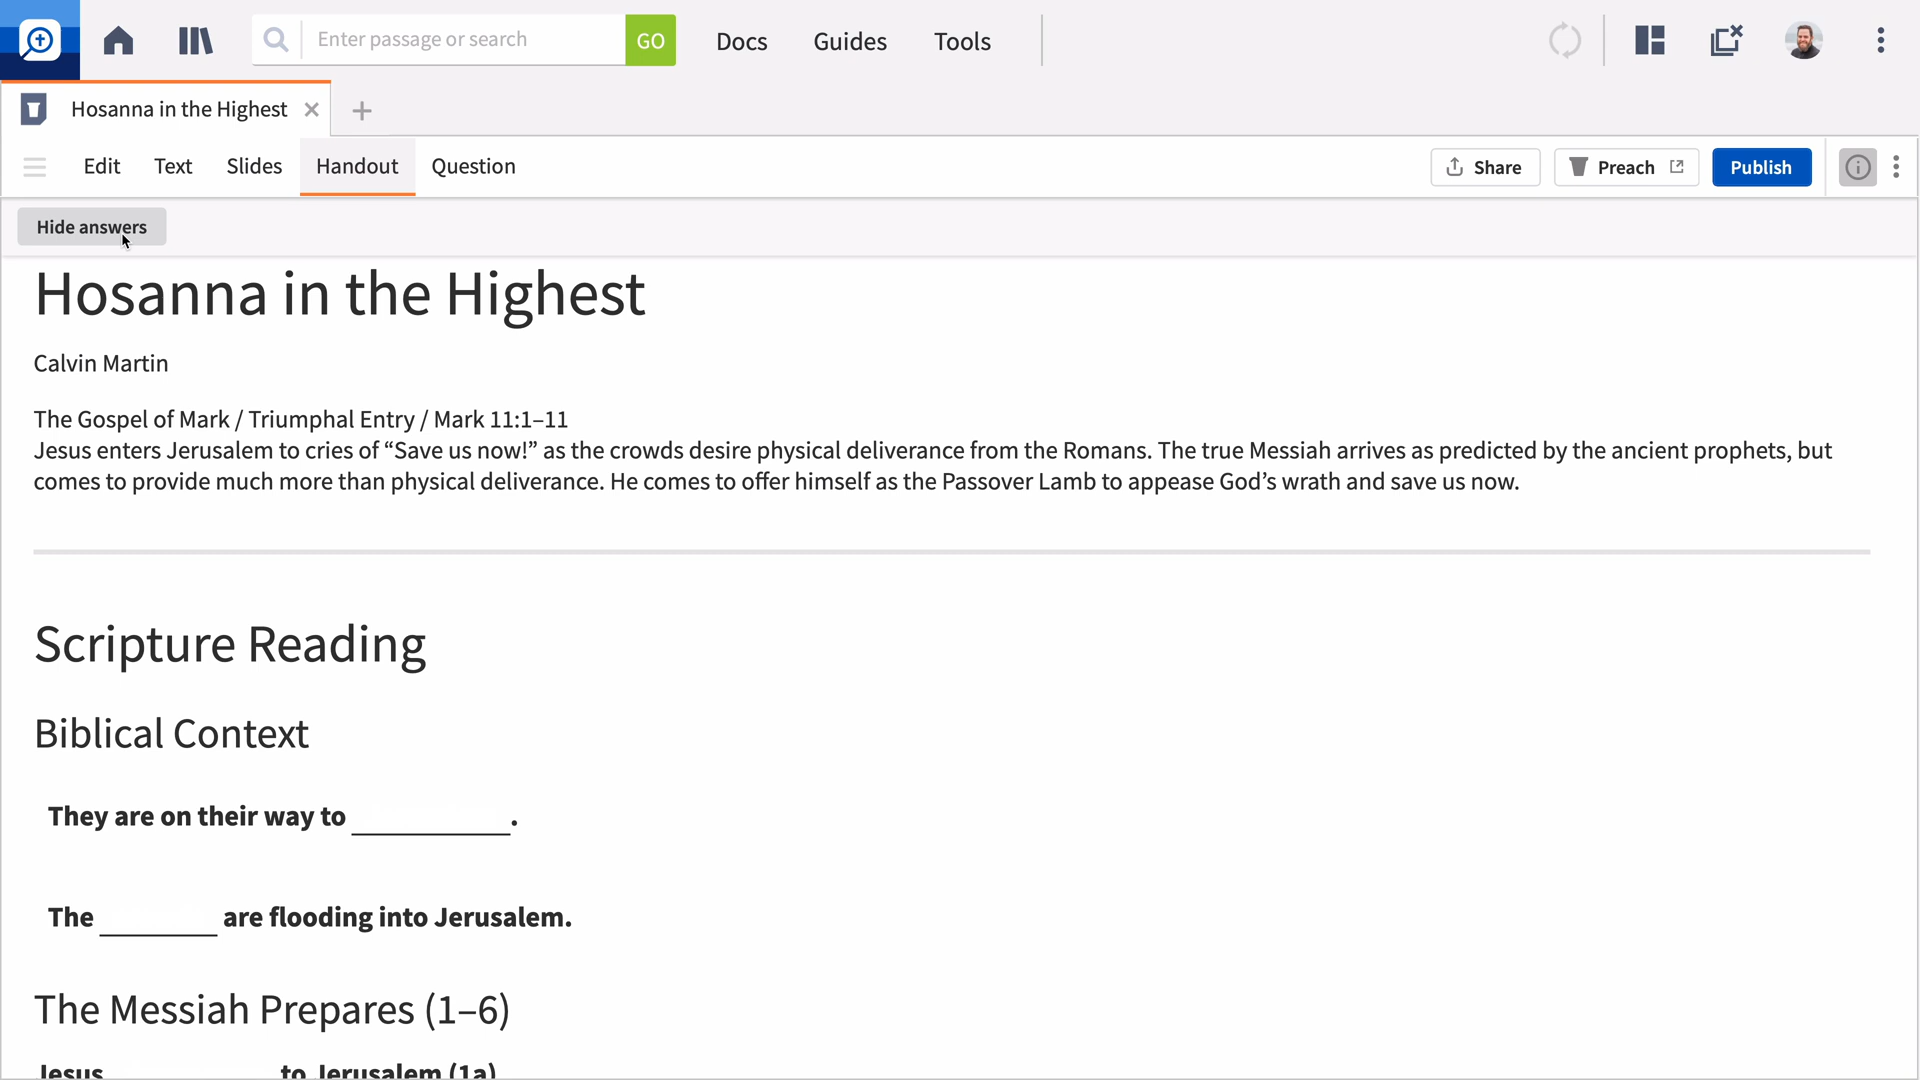 Enter passage or search GO Docs Guides Tools
Hosanna in the Highest
Edit Text Slides Handout Question Share Preach Publish
Hide answers
Hosanna in the Highest
Calvin Martin
The Gospel of Mark / Triumphal Entry / Mark 11:1–11
Jesus enters Jerusalem to cries of “Save us now!” as the crowds desire physical deliverance from the Romans. The true Messiah arrives as predicted by the ancient prophets, but
comes to provide much more than physical deliverance. He comes to offer himself as the Passover Lamb to appease God’s wrath and save us now.
Scripture Reading
Biblical Context
They are on their way to ___________.
The ________ are flooding into Jerusalem.
The Messiah Prepares (1–6)
Jesus to Jerusalem (1a)